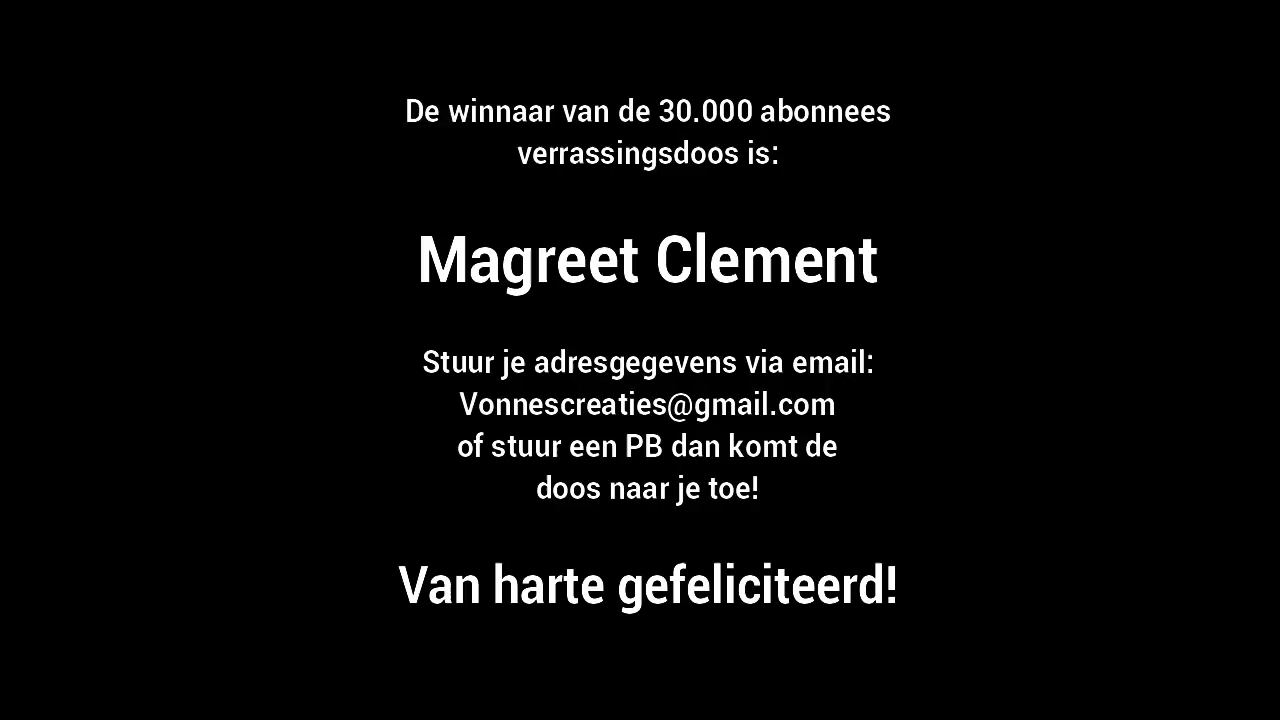 De winnaar van de 30.000 abonnees
verrassingsdoos is:
Magreet Clement
Stuur je adresgegevens via email:
Vonnescreaties@gmail.com
of stuur een PB dan komt de
doos naar je toe!
Van harte gefeliciteerd!